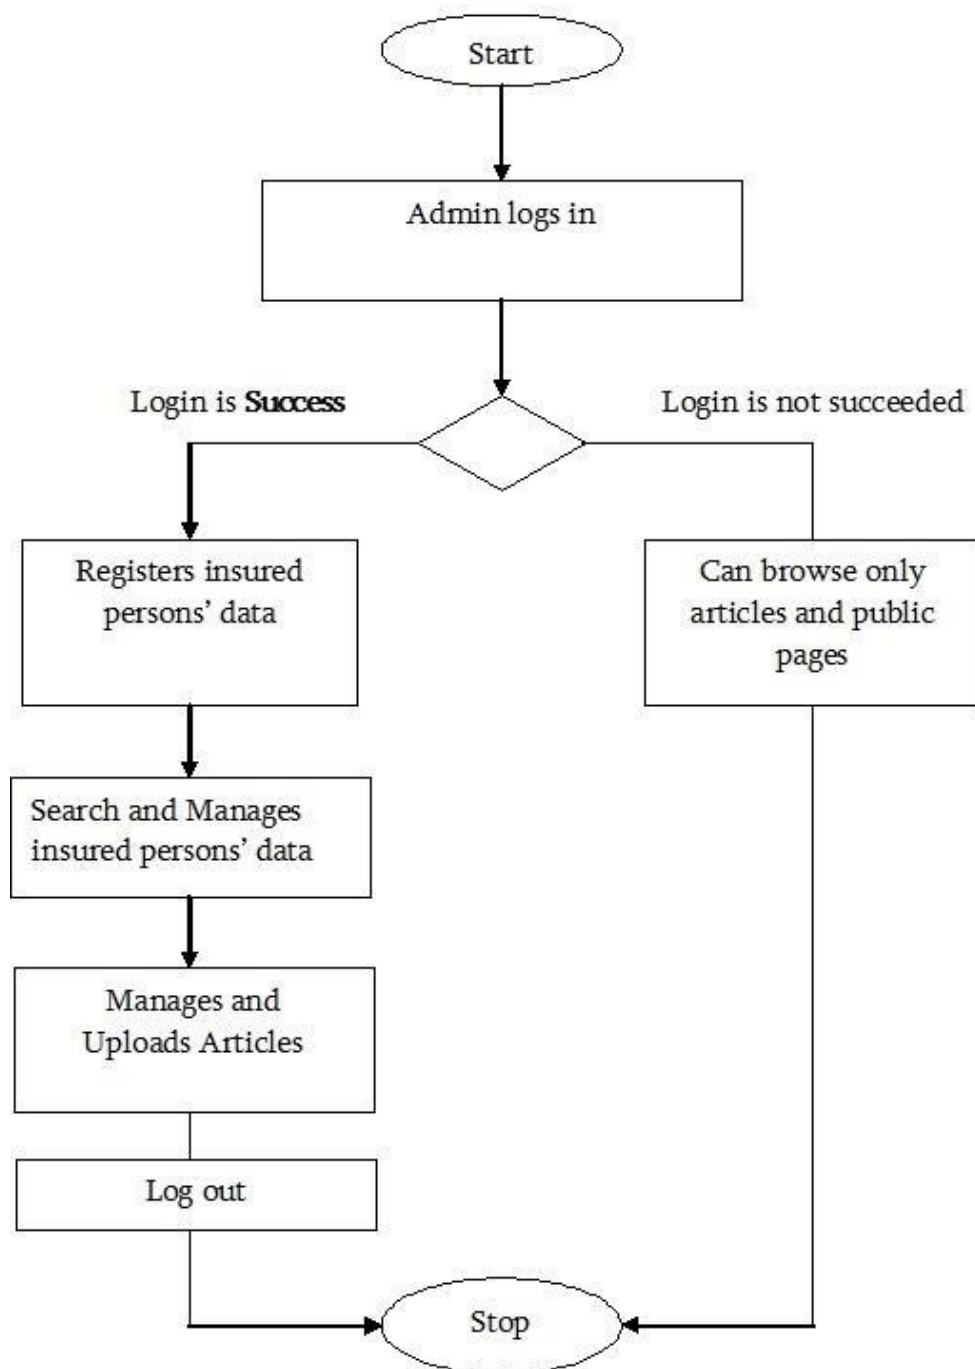 Start
Admin logs in
Login is Success
Login is not succeeded
Registers insured
persons’ data
Can browse only
articles and public
pages
Search and Manages
insured persons’ data
Manages and
Uploads Articles
Log out
Stop